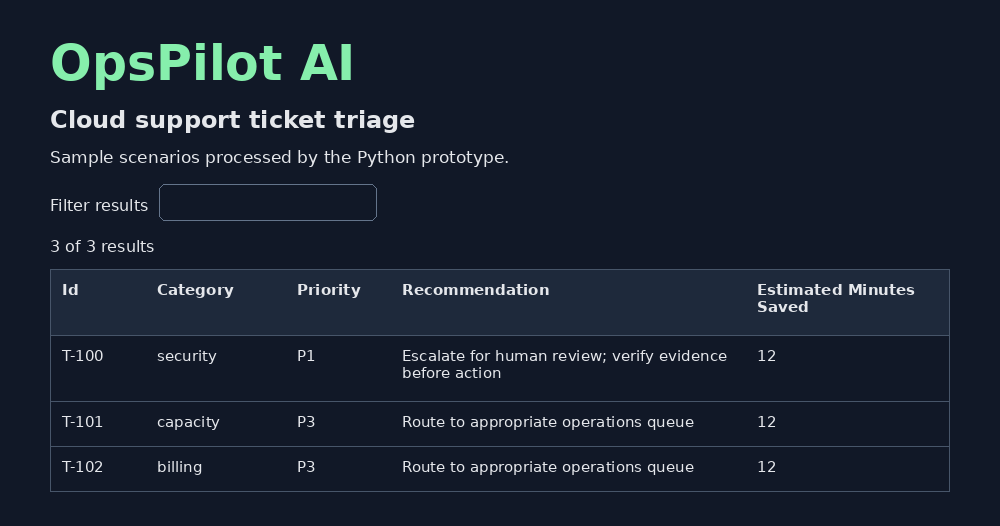 OpsPilot AI
Cloud support ticket triage
Sample scenarios processed by the Python prototype.
Filter results
3 of 3 results
Id Category Priority Recommendation Estimated Minutes Saved
T-100 security P1 Escalate for human review; verify evidence before action 12
T-101 capacity P3 Route to appropriate operations queue 12
T-102 billing P3 Route to appropriate operations queue 12